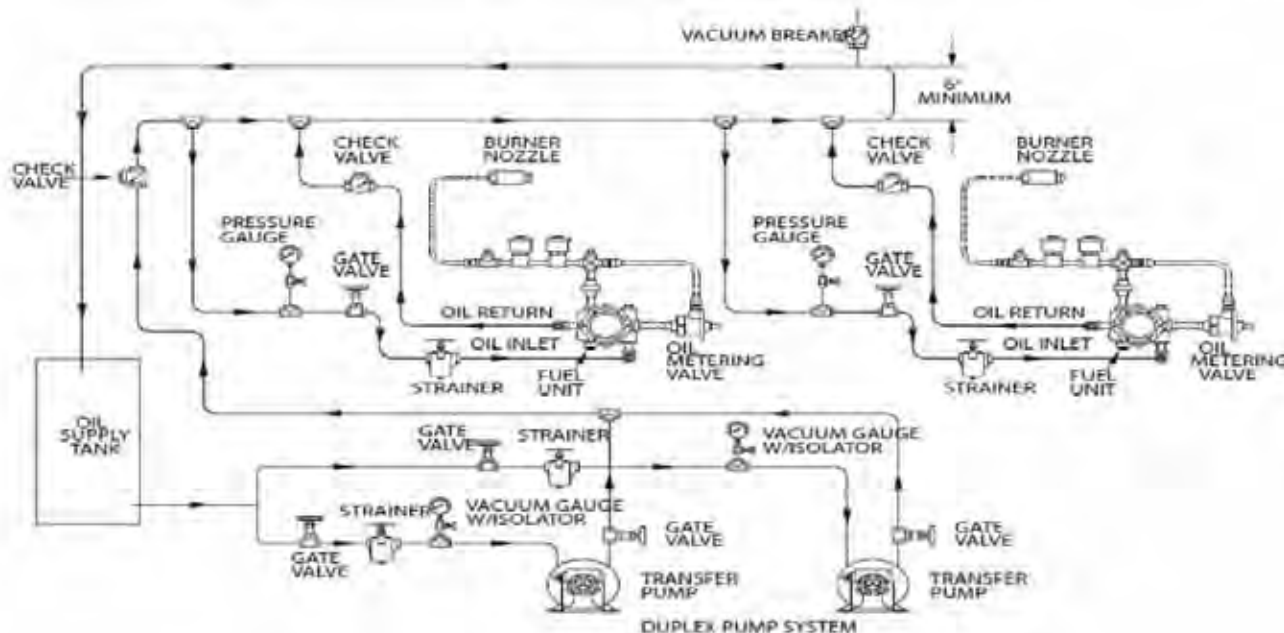 VACUUM BREAKER
6"
MINIMUM
CHECK
VALVE
CHECK
VALVE
BURNER
NOZZLE
CHECK
VALVE
BURNER
NOZZLE
PRESSURE
GAUGE
GATE
VALVE
PRESSURE
GAUGE
GATE
VALVE
OIL RETURN
OIL INLET
STRAINER
FUEL
UNIT
OIL
METERING
VALVE
OIL RETURN
OIL INLET
STRAINER
FUEL
UNIT
OIL
METERING
VALVE
OIL
SUPPLY
TANK
GATE
VALVE
STRAINER
VACUUM GAUGE
W/ISOLATOR
STRAINER
VACUUM GAUGE
W/ISOLATOR
GATE
VALVE
GATE
VALVE
GATE
VALVE
TRANSFER
PUMP
TRANSFER
PUMP
DUPLEX PUMP SYSTEM